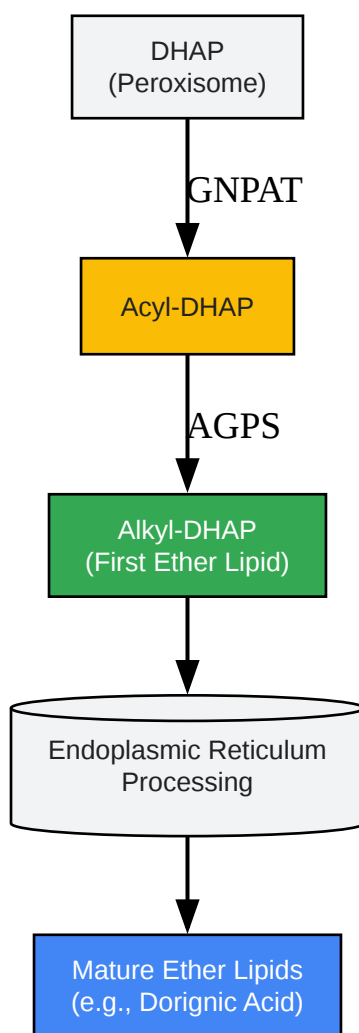 DHAP
(Peroxisome)
GNPAT
Acyl-DHAP
AGPS
Alkyl-DHAP
(First Ether Lipid)
Endoplasmic Reticulum
Processing
Mature Ether Lipids
(e.g., Dorignic Acid)